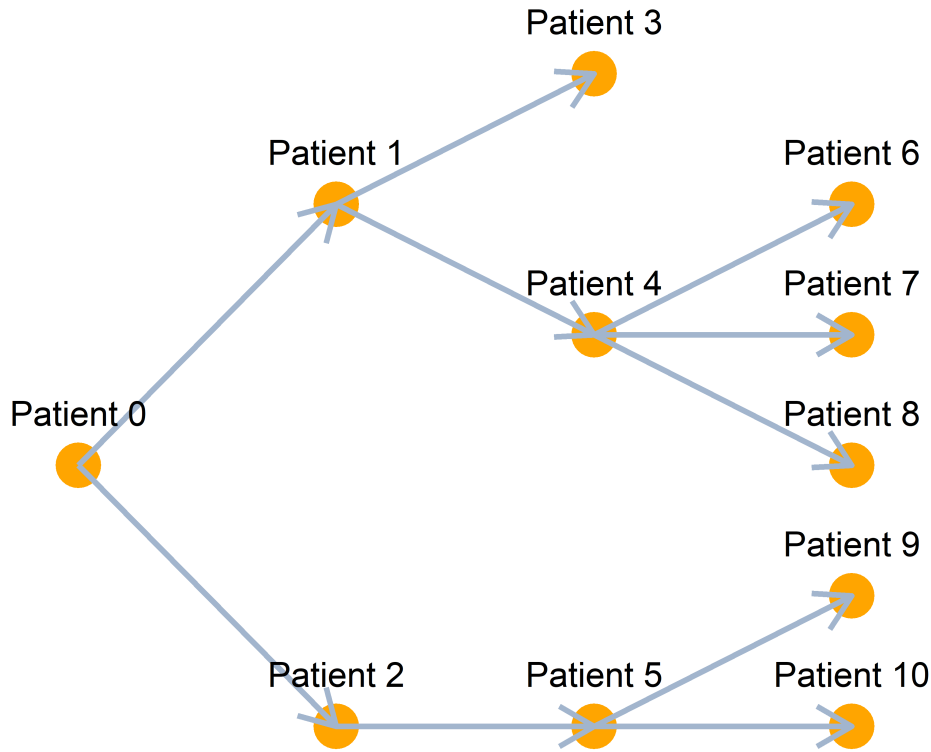 Patient 3
Patient 1
Patient 6
Patient 4
Patient 7
Patient 0
Patient 8
Patient 9
Patient 2
Patient 5
Patient 10